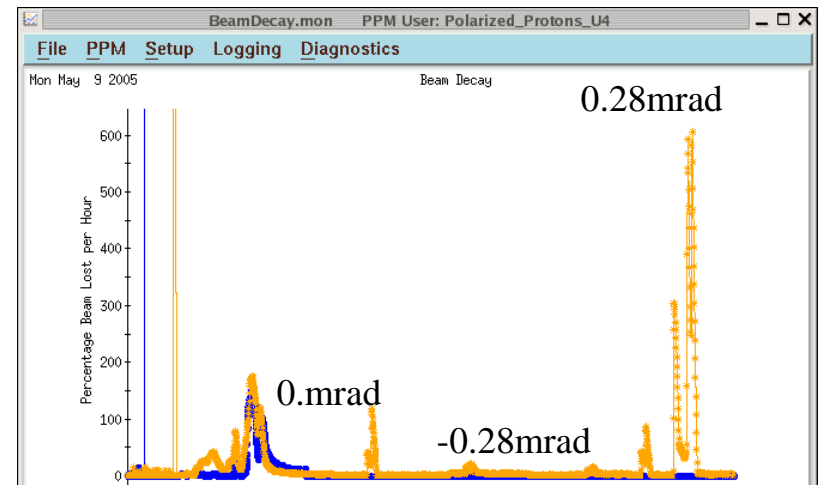 BeamDecay.mon PPM User: Polarized_Protons_U4
File PPM Setup Logging Diagnostics
Mon May 9 2005 Beam Decay
0.28mrad
600
500
400
300
200
100
0
Percentage Beam Lost per Hour
0.mrad
-0.28mrad